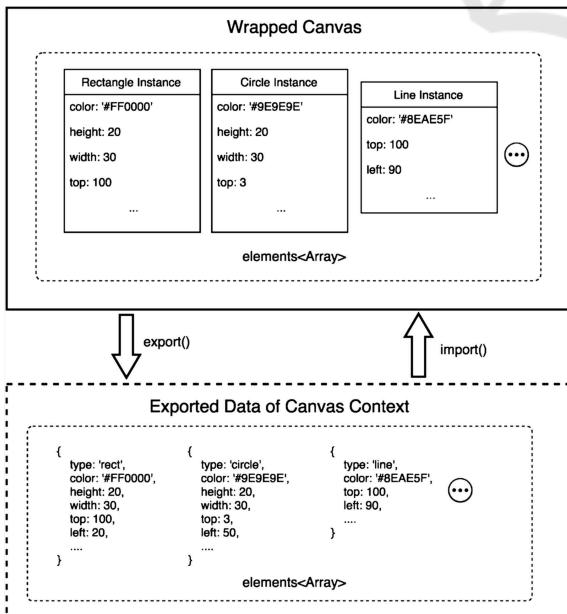 Wrapped Canvas
Rectangle Instance
color: '#FF0000'
height: 20
width: 30
top: 100
...
Circle Instance
color: '#9E9E9E'
height: 20
width: 30
top: 3
...
Line Instance
color: '#8EAE5F'
top: 100
left: 90
...
elements<Array>
export()
import()
Exported Data of Canvas Context
{
type: 'rect',
color: '#FF0000',
height: 20,
width: 30,
top: 100,
left: 20,
....
}
{
type: 'circle',
color: '#9E9E9E',
height: 20,
width: 30,
top: 3,
left: 50,
....
}
{
type: 'line',
color: '#8EAE5F',
top: 100,
left: 90,
....
}
elements<Array>